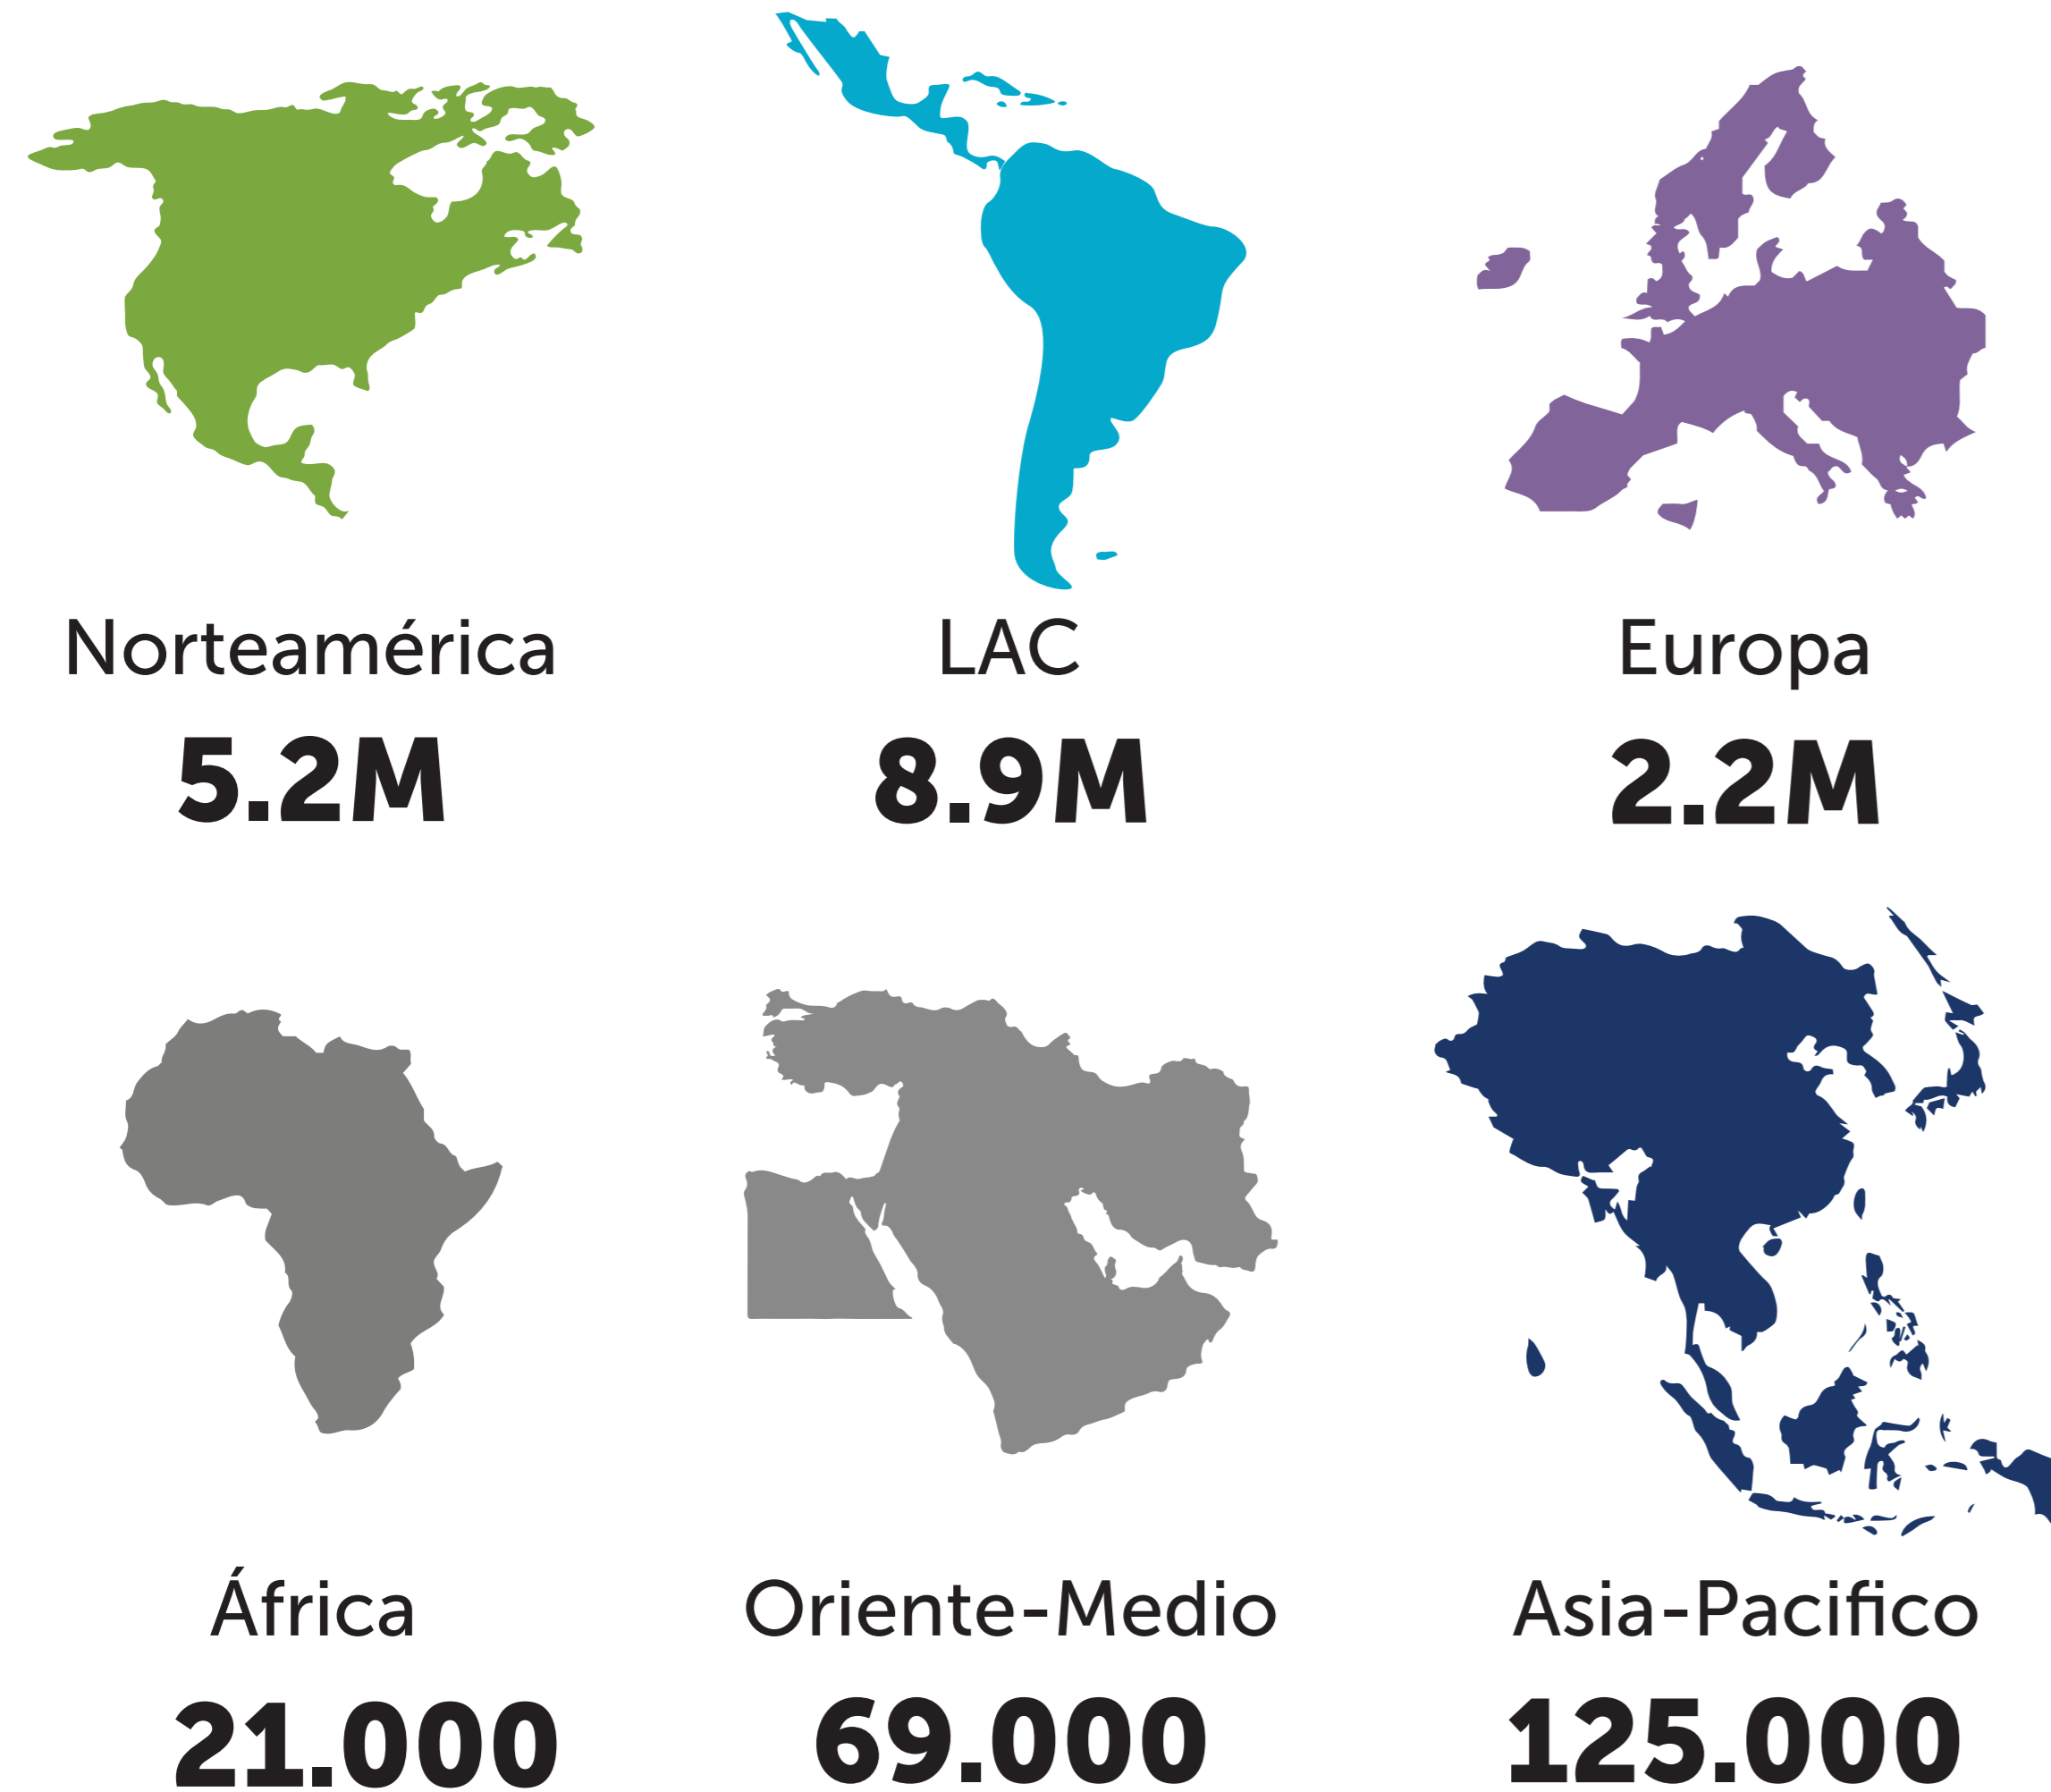 Norteamérica
5.2M
LAC
8.9M
Europa
2.2M
África
21.000
Oriente-Medio
69.000
Asia-Pacifico
125.000